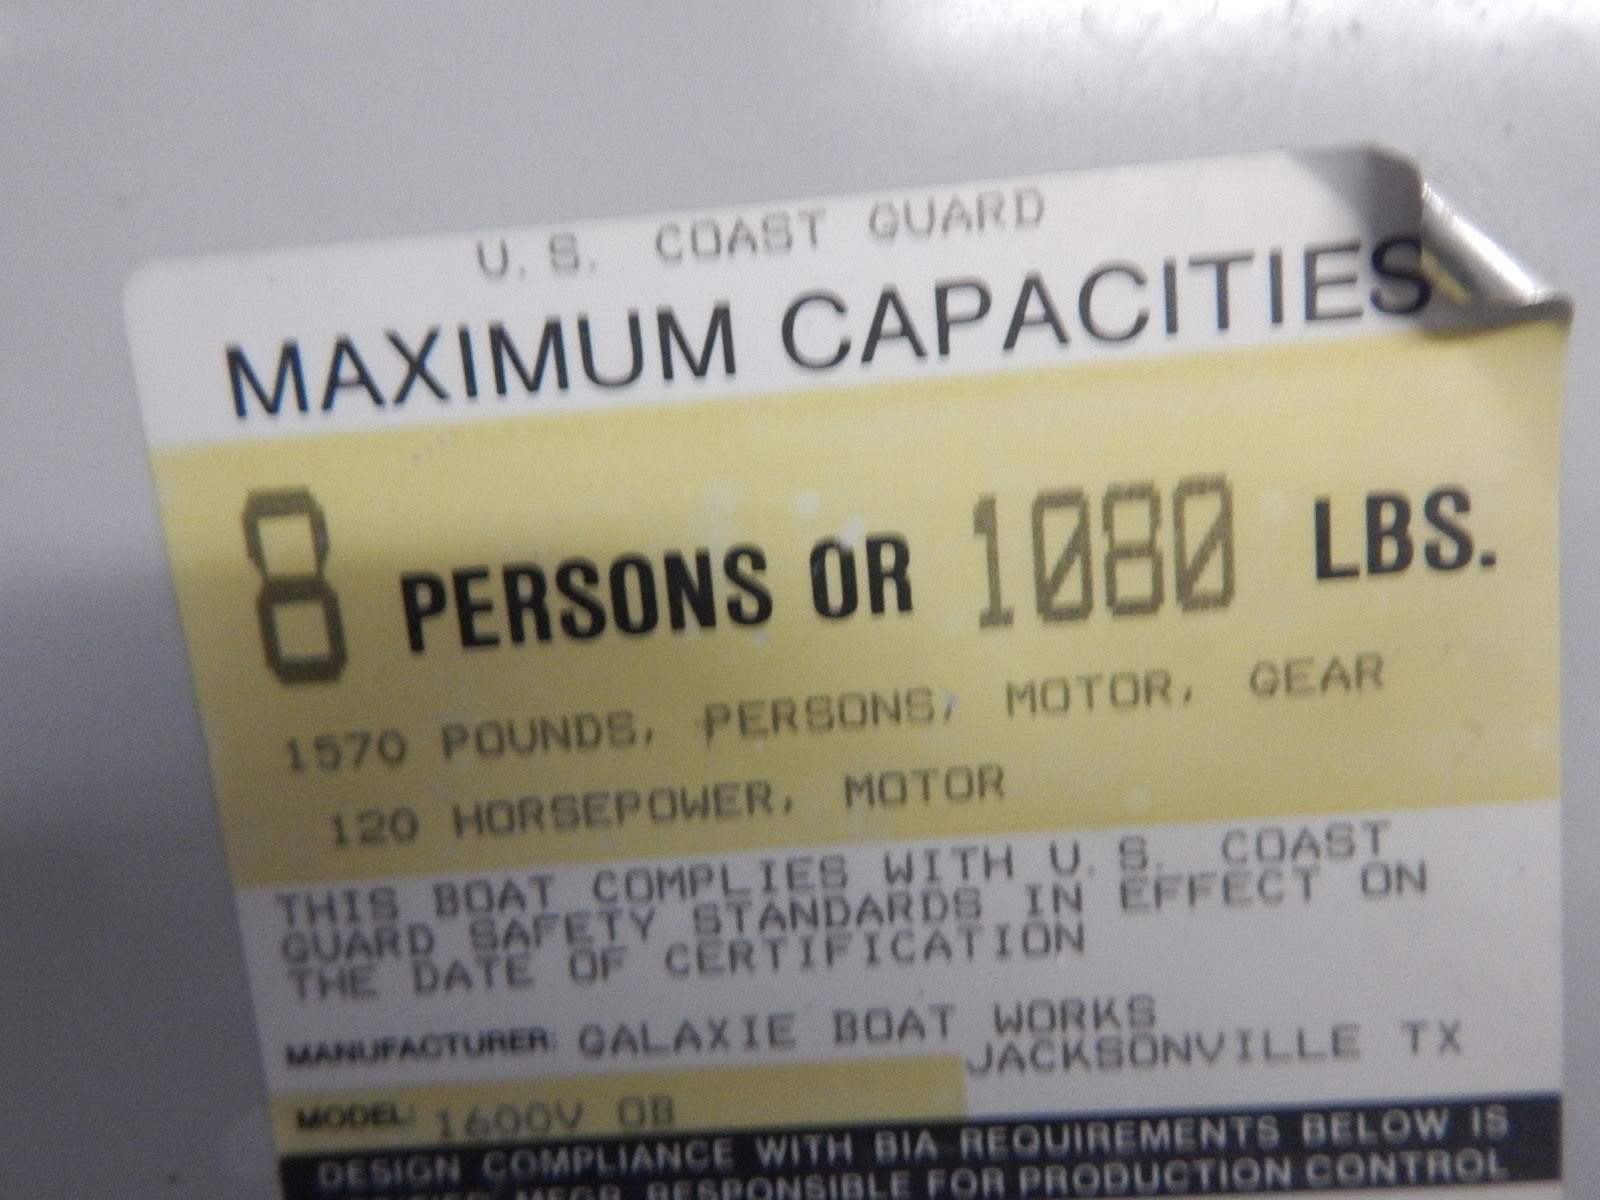 U.S. COAST GUARD
MAXIMUM CAPACITIES
8 PERSONS OR 1080 LBS.
1570 POUNDS, PERSONS, MOTOR, GEAR
120 HORSEPOWER, MOTOR
THIS BOAT COMPLIES WITH U.S. COAST
GUARD SAFETY STANDARDS IN EFFECT ON
THE DATE OF CERTIFICATION
MANUFACTURER: GALAXIE BOAT WORKS
JACKSONVILLE TX
MODEL: 1600V OB
DESIGN COMPLIANCE WITH BIA REQUIREMENTS BELOW IS
MFGR RESPONSIBLE FOR PRODUCTION CONTROL